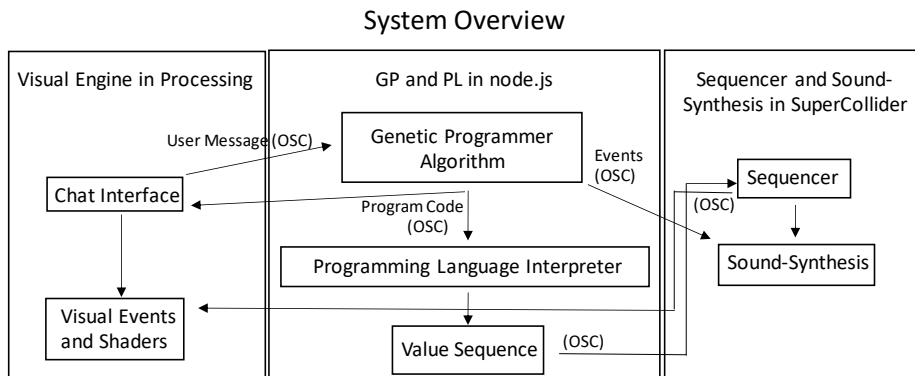 System Overview
Visual Engine in Processing
GP and PL in node.js
Sequencer and Sound-
Synthesis in SuperCollider
User Message (OSC)
Genetic Programmer
Algorithm
Events
(OSC)
Chat Interface
Program Code
(OSC)
Sequencer
(OSC)
Programming Language Interpreter
Sound-Synthesis
Visual Events
and Shaders
Value Sequence
(OSC)